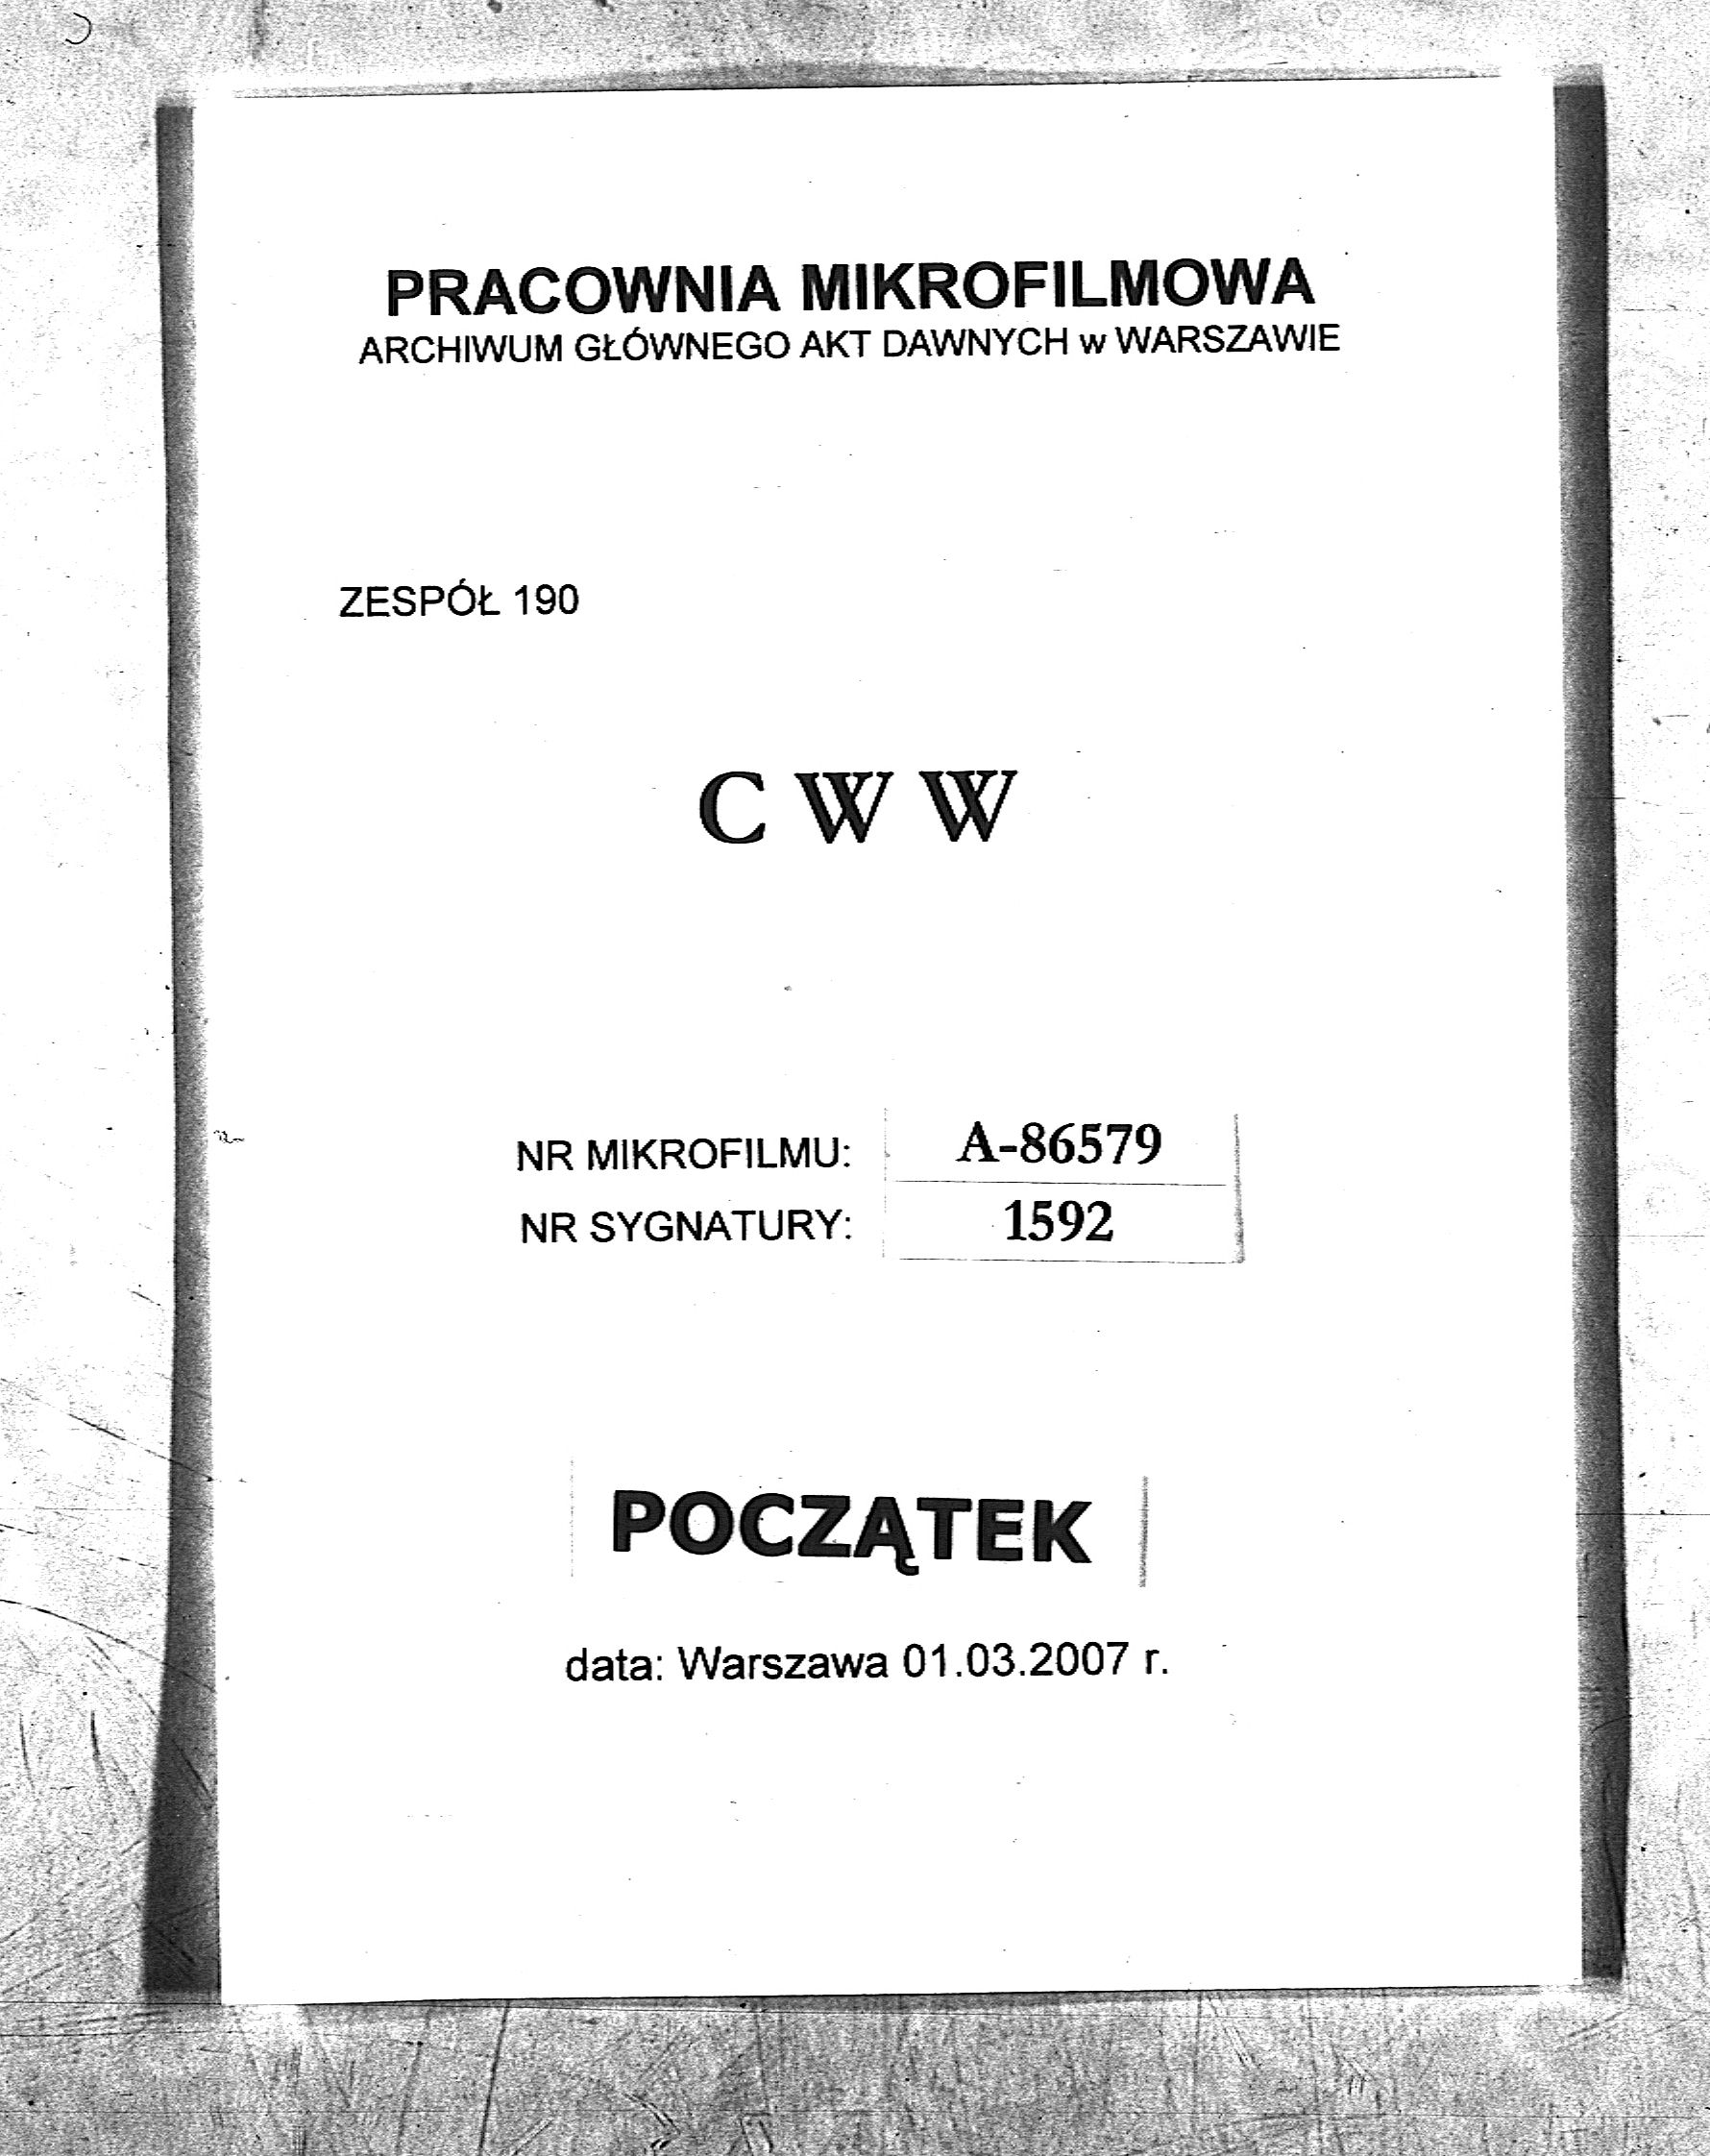 PRACOWNIA MIKROFILMOWA
ARCHIWUM GŁÓWNEGO AKT DAWNYCH w WARSZAWIE
ZESPÓŁ 190
C W W
NR MIKROFILMU: A-86579
NR SYGNATURY: 1592
POCZĄTEK
data: Warszawa 01.03.2007 r.